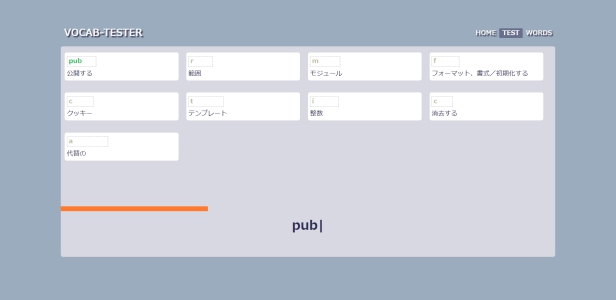 VOCAB-TESTER
HOME TEST WORDS
pub r m f
公開する 範囲 モジュール フォーマット、書式／初期化する
c t i c
クッキー テンプレート 整数 消去する
a
代替の
pub|